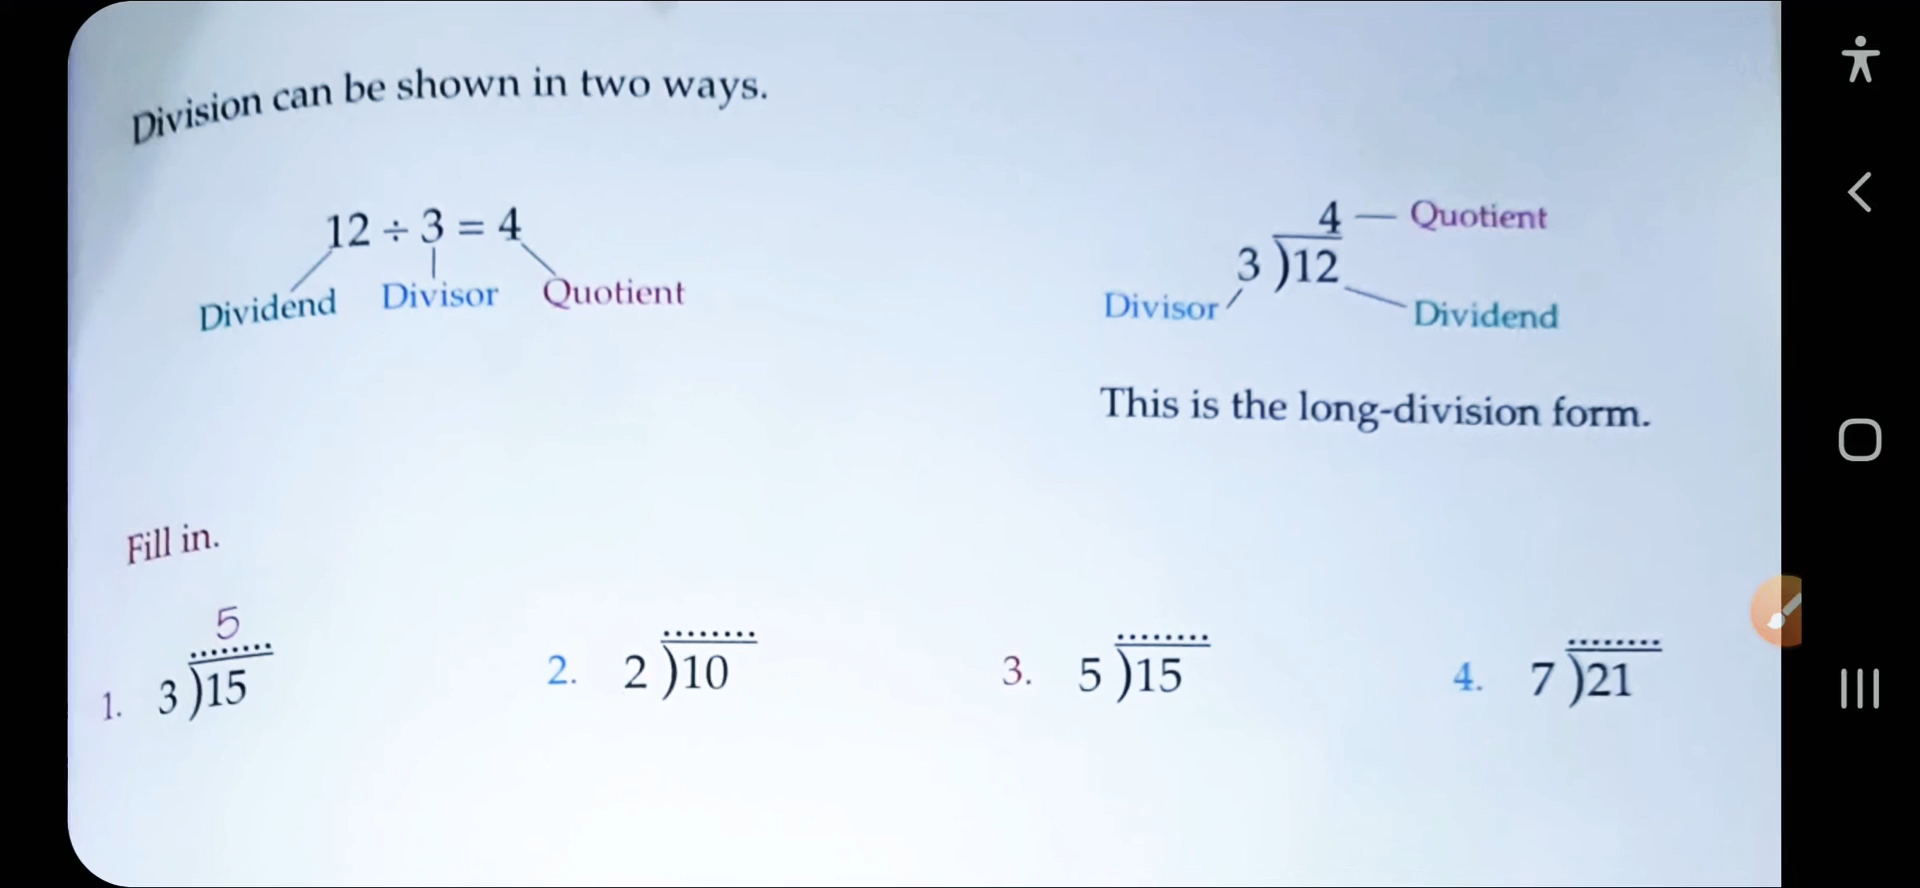 Division can be shown in two ways.
12 ÷ 3 = 4
Dividend Divisor Quotient
4 — Quotient
3 ) 12
Divisor Dividend
This is the long-division form.
Fill in.
5
1. 3 ) 15
2. 2 ) 10
3. 5 ) 15
4. 7 ) 21